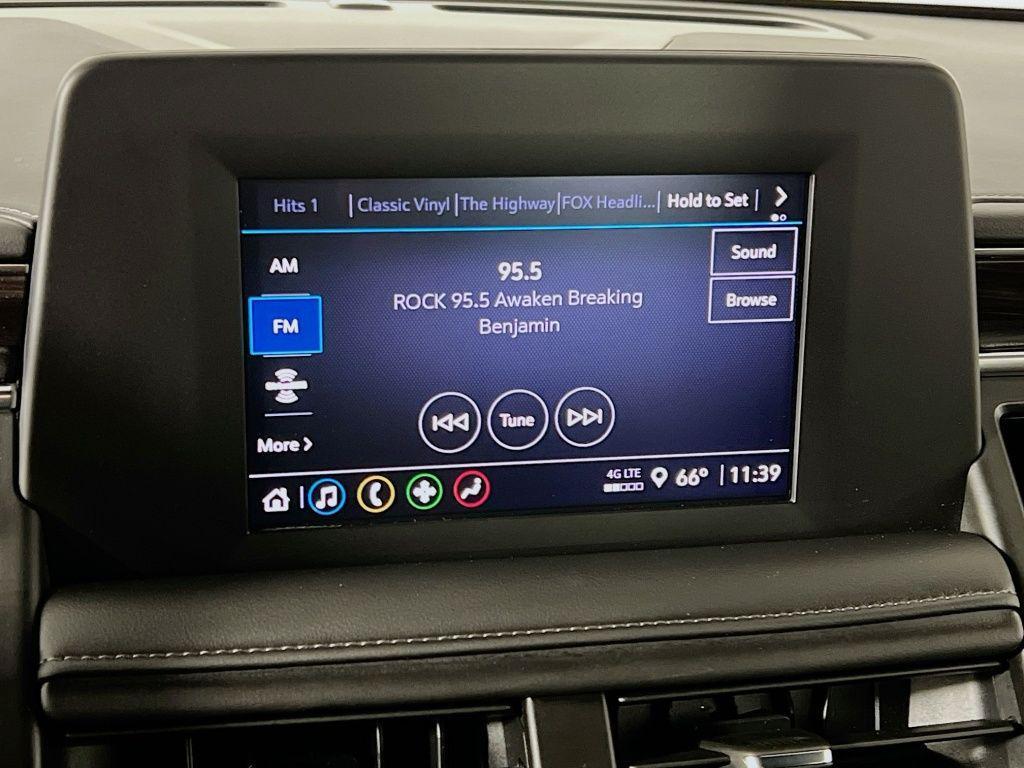 Hits 1 Classic Vinyl The Highway FOX Headli... Hold to Set
AM
95.5
Sound
ROCK 95.5 Awaken Breaking
Benjamin
Browse
FM
Tune
More
4G LTE
66° 11:39